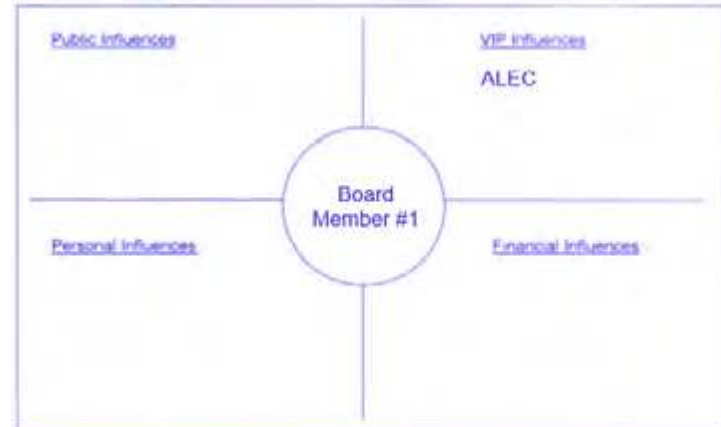 Public Influences
VIP Influences
ALEC
Board
Member #1
Personal Influences
Financial Influences